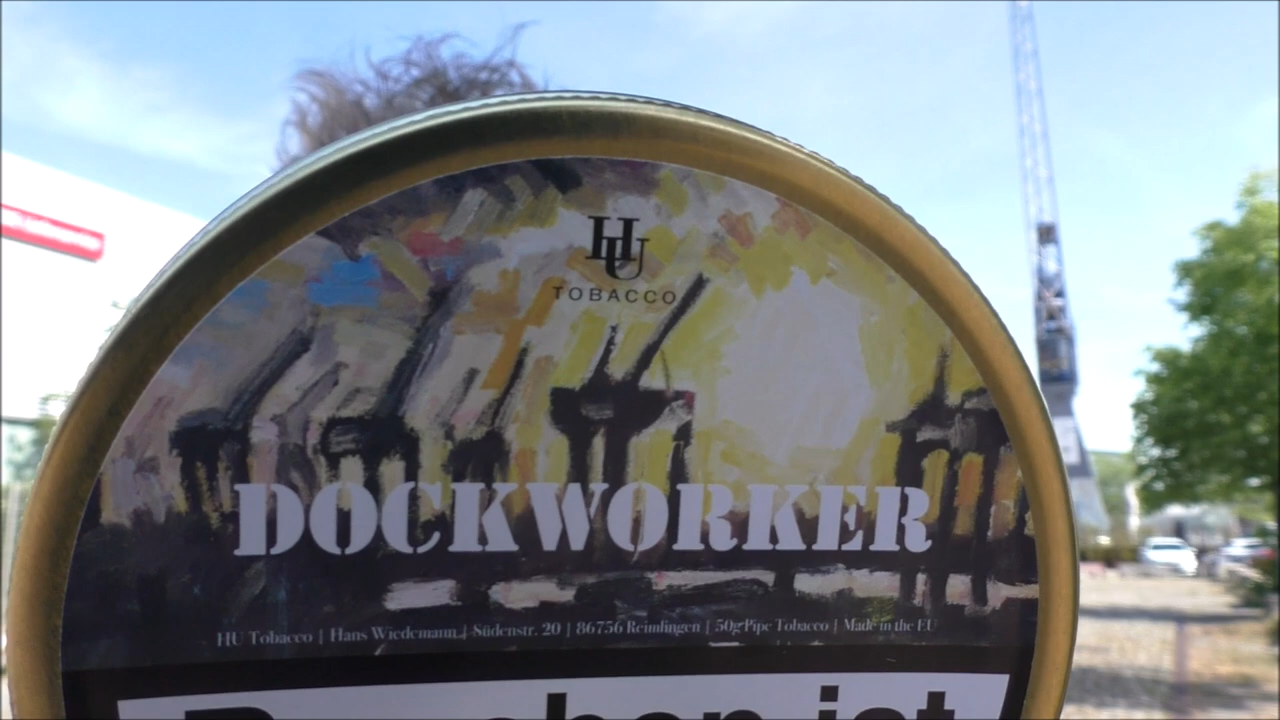 HU
TOBACCO
DOCKWORKER
HU Tobacco | Hans Wiedemann | Südenstr. 20 | 86756 Reimlingen | 50g Pipe Tobacco | Made in the EU